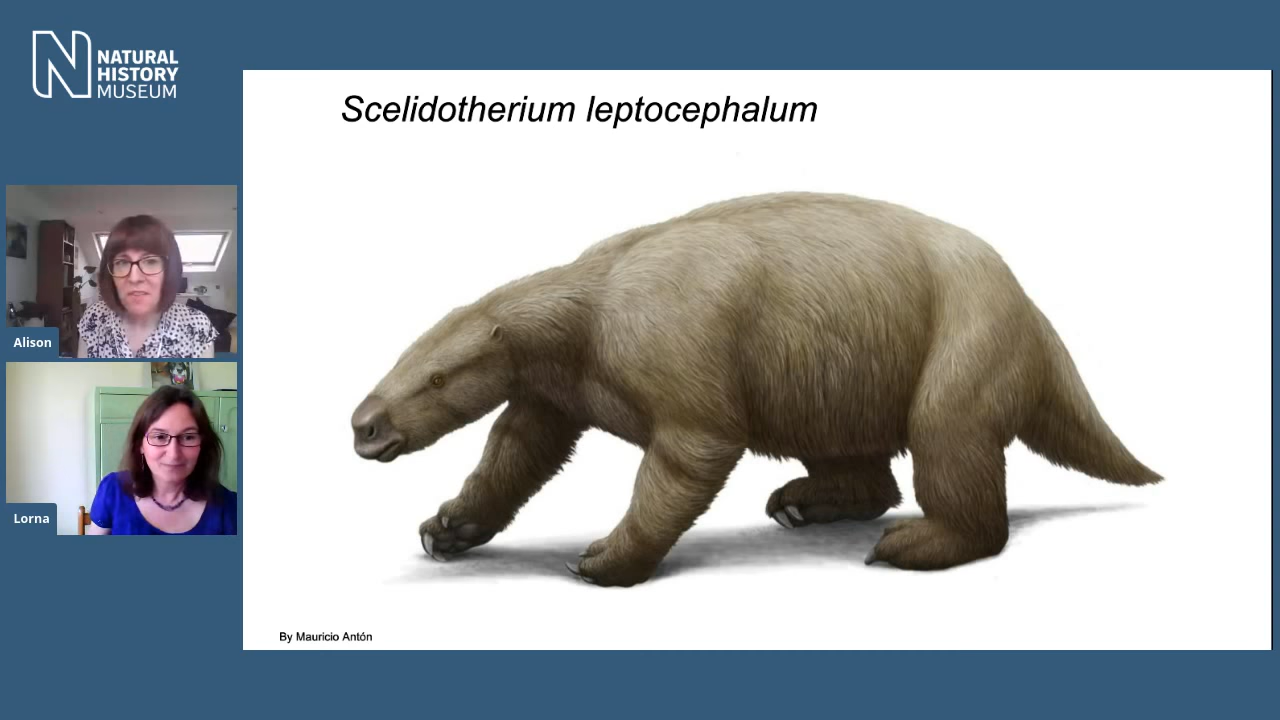 NATURAL
HISTORY
MUSEUM
Scelidotherium leptocephalum
Alison
Lorna
By Mauricio Antón